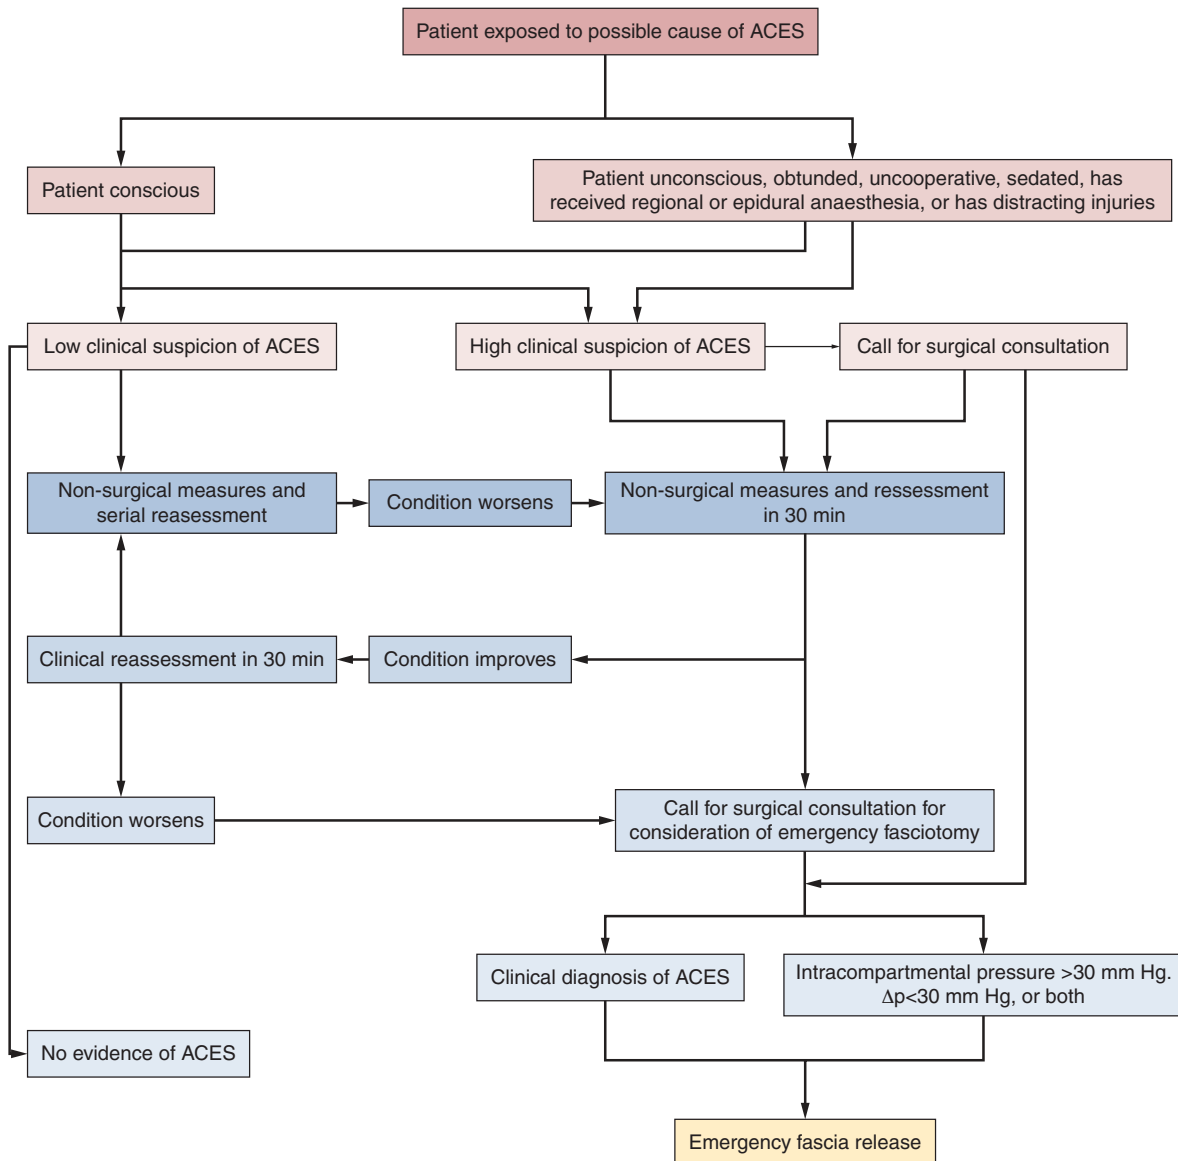 Patient exposed to possible cause of ACES
Patient conscious
Patient unconscious, obtunded, uncooperative, sedated, has
received regional or epidural anaesthesia, or has distracting injuries
Low clinical suspicion of ACES
High clinical suspicion of ACES
Call for surgical consultation
Non-surgical measures and
serial reasessment
Condition worsens
Non-surgical measures and ressessment
in 30 min
Clinical reassessment in 30 min
Condition improves
Condition worsens
Call for surgical consultation for
consideration of emergency fasciotomy
Clinical diagnosis of ACES
Intracompartmental pressure >30 mm Hg.
Δp<30 mm Hg, or both
No evidence of ACES
Emergency fascia release